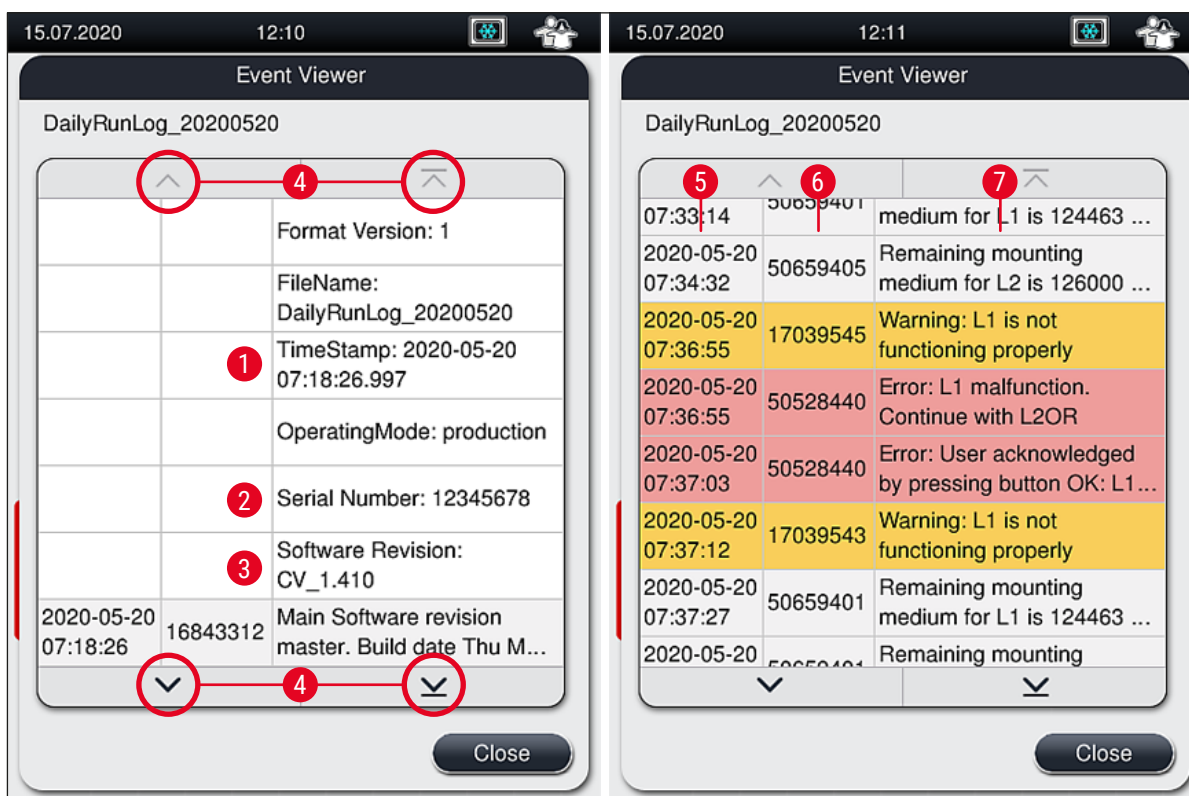 15.07.2020 12:10
Event Viewer
DailyRunLog_20200520
4
Format Version: 1
FileName:
DailyRunLog_20200520
1
TimeStamp: 2020-05-20
07:18:26.997
OperatingMode: production
2
Serial Number: 12345678
3
Software Revision:
CV_1.410
2020-05-20
07:18:26
16843312
Main Software revision
master. Build date Thu M...
4
Close
15.07.2020 12:11
Event Viewer
DailyRunLog_20200520
5 6 7
07:33:14
50659401
medium for L1 is 124463 ...
2020-05-20
07:34:32
50659405
Remaining mounting
medium for L2 is 126000 ...
2020-05-20
07:36:55
17039545
Warning: L1 is not
functioning properly
2020-05-20
07:36:55
50528440
Error: L1 malfunction.
Continue with L2OR
2020-05-20
07:37:03
50528440
Error: User acknowledged
by pressing button OK: L1...
2020-05-20
07:37:12
17039543
Warning: L1 is not
functioning properly
2020-05-20
07:37:27
50659401
Remaining mounting
medium for L1 is 124463 ...
2020-05-20
Remaining mounting
Close